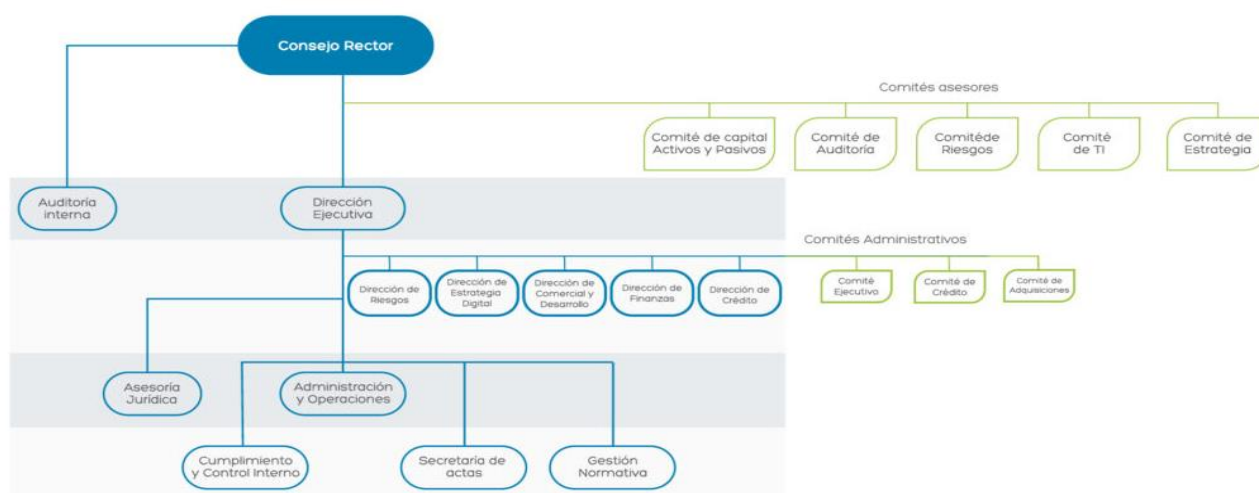 Consejo Rector
Comités asesores
Comité de capital
Activos y Pasivos
Comité de
Auditoría
Comitéde
Riesgos
Comité
de TI
Comité de
Estrategia
Auditoría
interna
Dirección
Ejecutiva
Comités Administrativos
Dirección de
Riesgos
Dirección de
Estrategia
Digital
Dirección de
Comercial y
Desarrollo
Dirección de
Finanzas
Dirección de
Crédito
Comité
Ejecutivo
Comité de
Crédito
Comité de
Adquisiciones
Asesoría
Jurídica
Administración
y Operaciones
Cumplimiento
y Control Interno
Secretaría de
actas
Gestión
Normativa